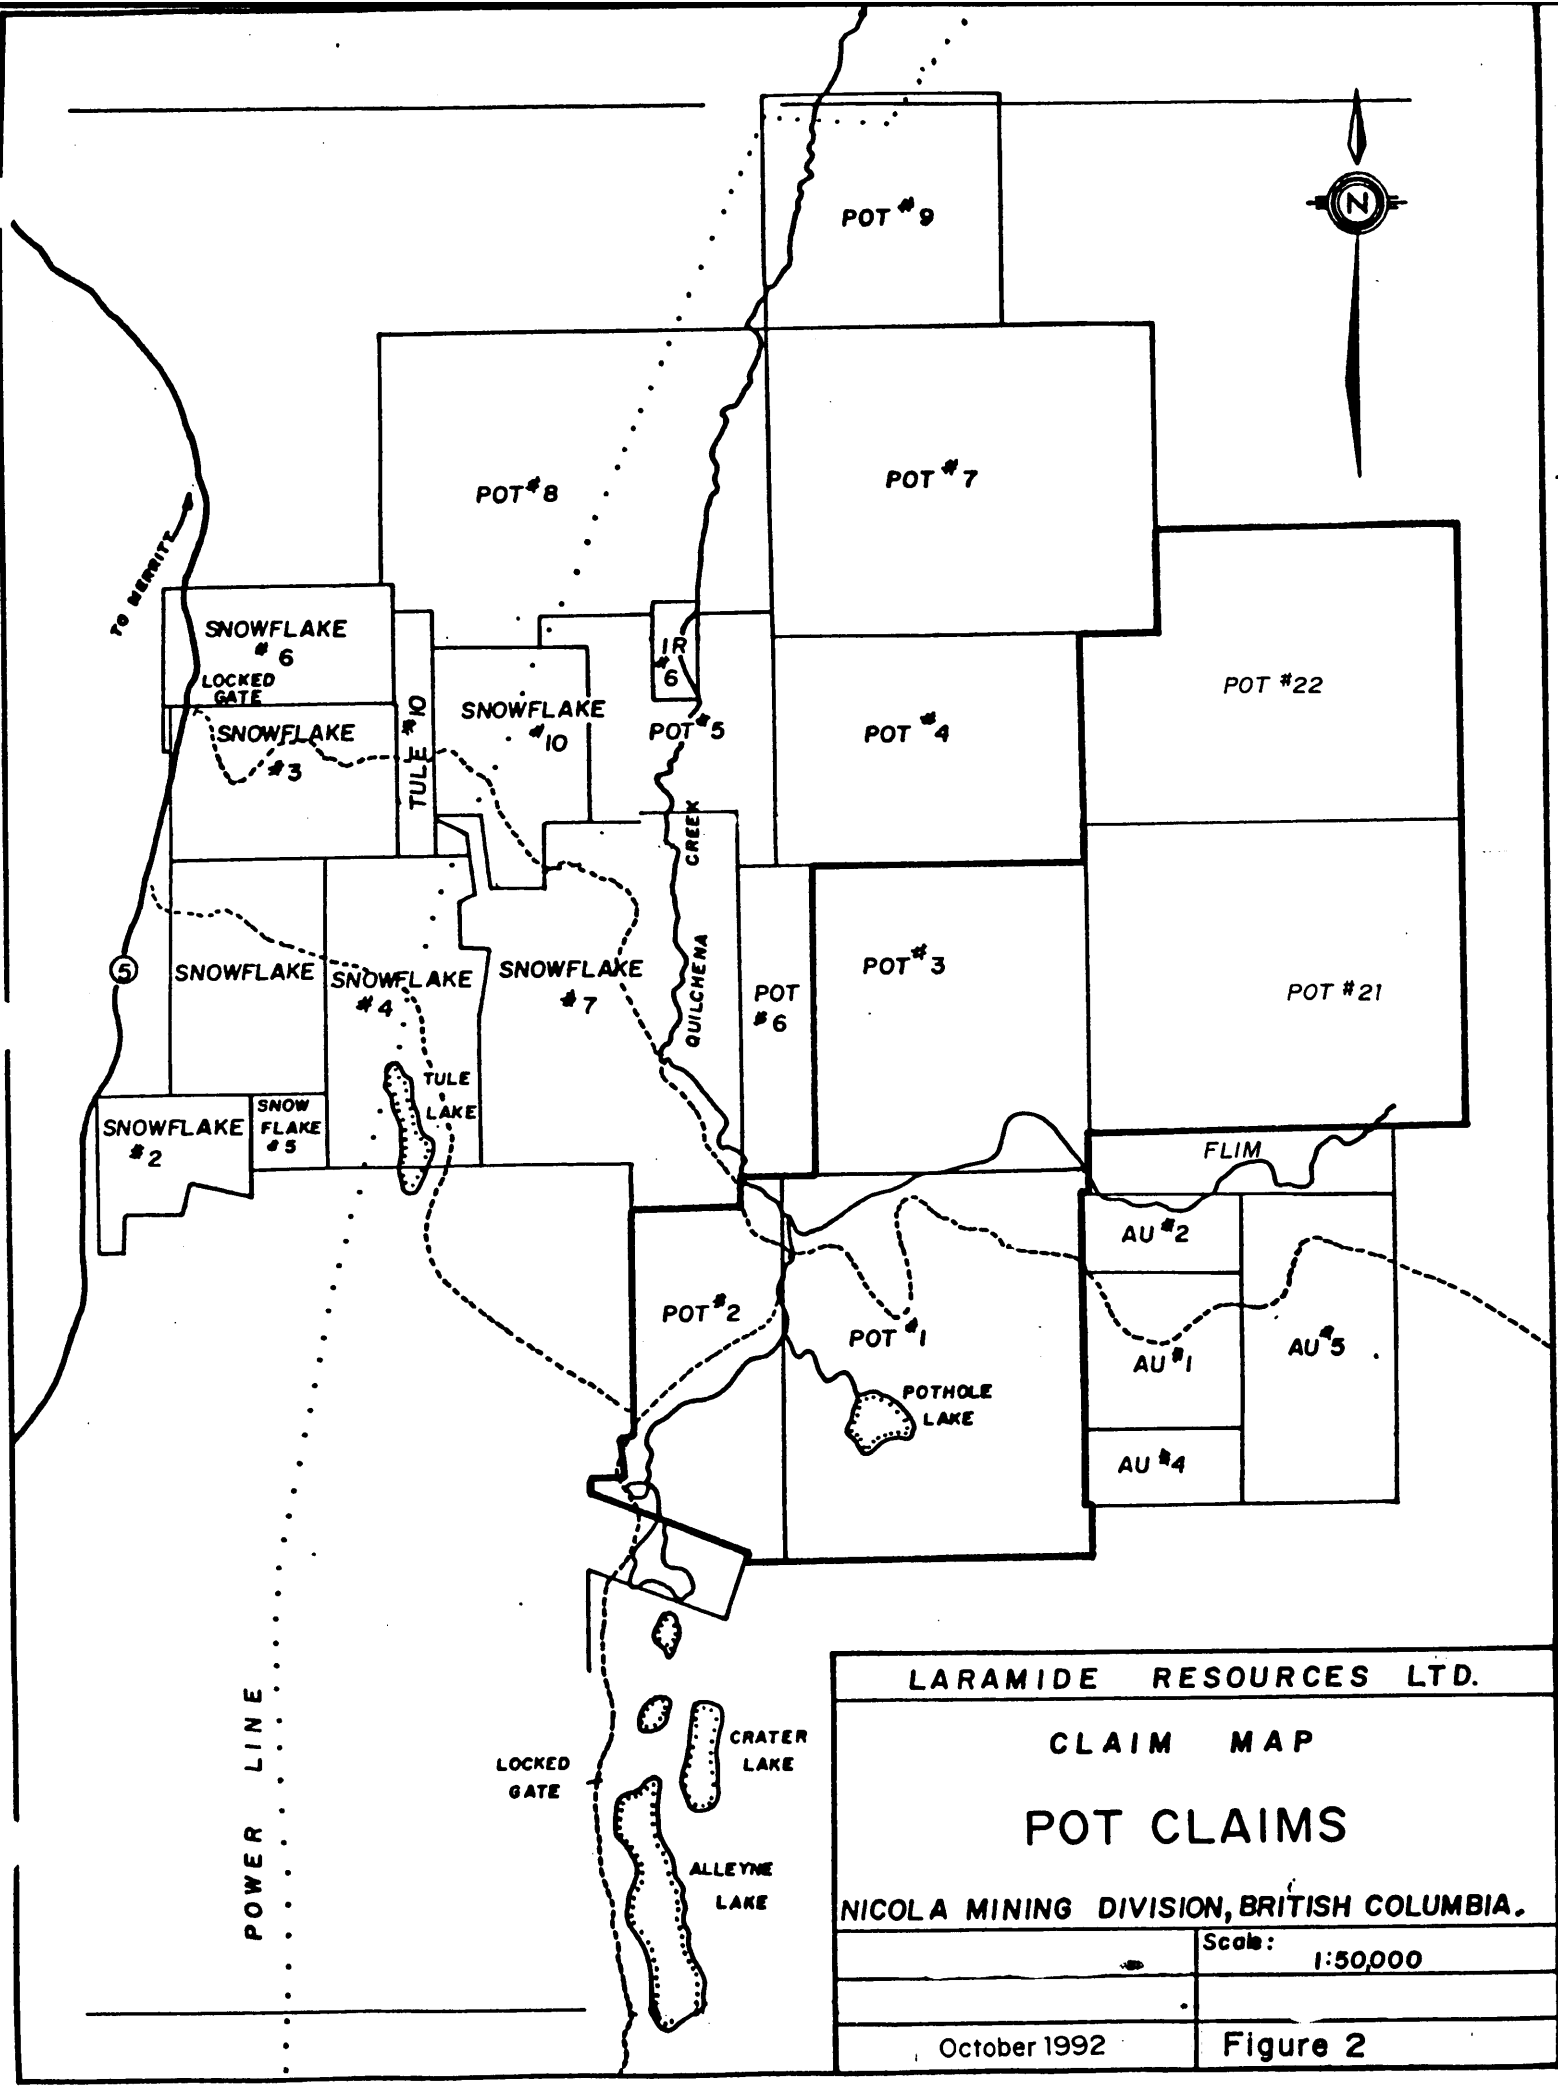 N
POT #9
POT #8
POT #7
TO MERRITT
SNOWFLAKE
#6
LOCKED
GATE
SNOWFLAKE
#3
TULE #10
SNOWFLAKE
#10
IR
#6
POT #5
POT #4
POT #22
QUILCHENA CREEK
5
SNOWFLAKE
SNOWFLAKE
#4
SNOWFLAKE
#7
POT
#6
POT #3
POT #21
TULE
LAKE
SNOWFLAKE
#2
SNOW
FLAKE
#5
FLIM
AU #2
POT #2
POT #1
AU #1
AU #5
POTHOLE
LAKE
AU #4
POWER LINE
LOCKED
GATE
CRATER
LAKE
ALLEYNE
LAKE
LARAMIDE RESOURCES LTD.
CLAIM MAP
POT CLAIMS
NICOLA MINING DIVISION, BRITISH COLUMBIA.
Scale:
1:50,000
October 1992
Figure 2